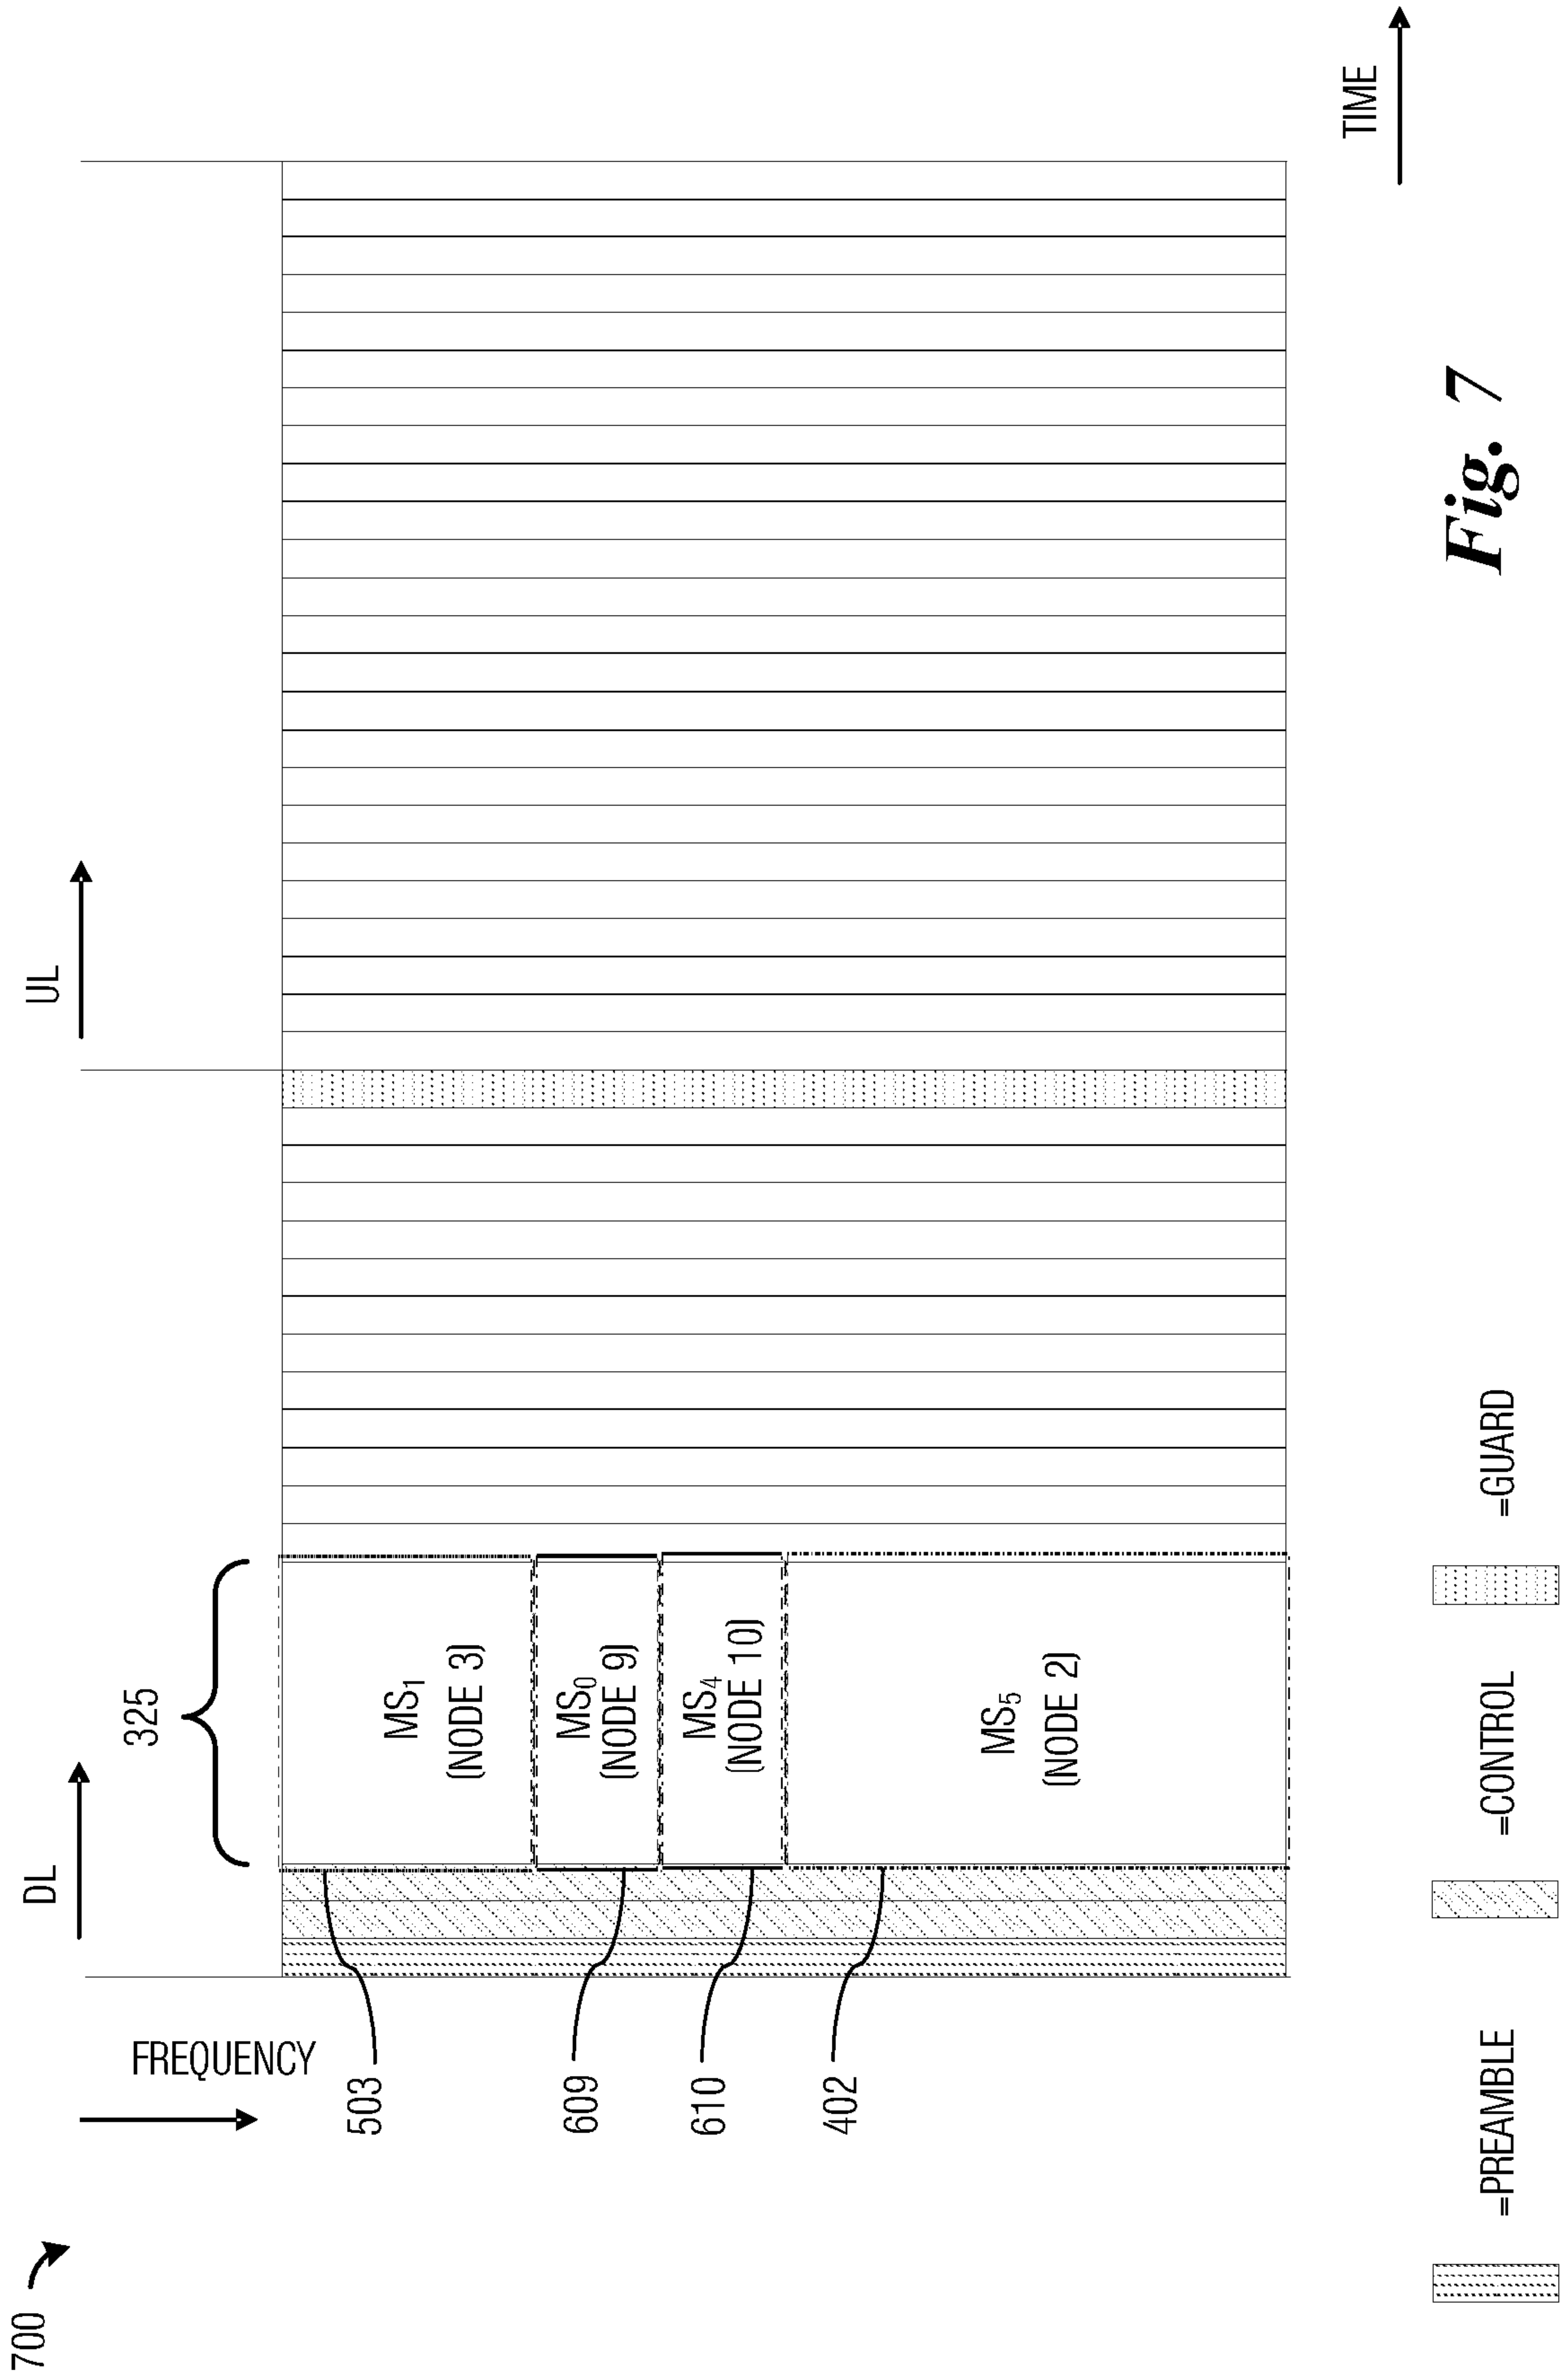 700
DL
UL
FREQUENCY
325
503
609
610
402
MS1
(NODE 3)
MS0
(NODE 9)
MS4
(NODE 10)
MS5
(NODE 2)
TIME
=PREAMBLE
=CONTROL
=GUARD
Fig. 7